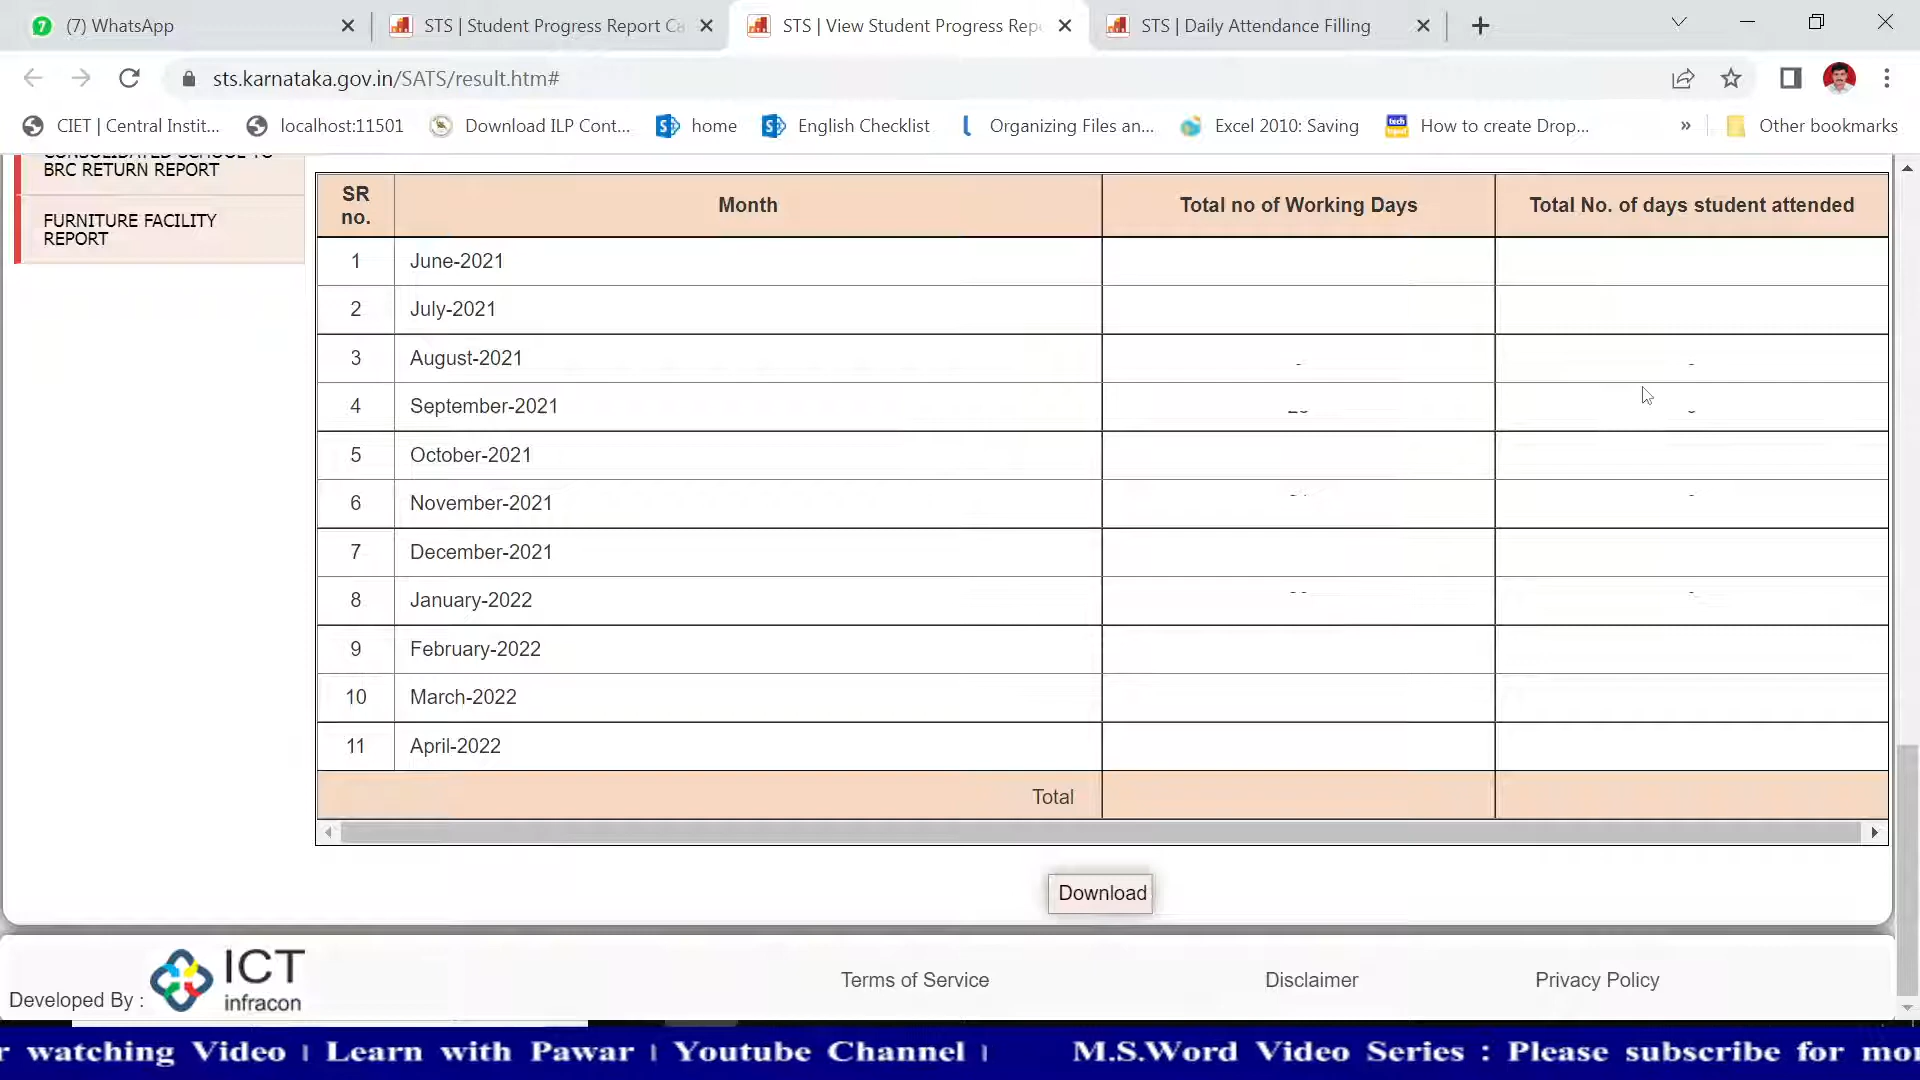 (7) WhatsApp
STS | Student Progress Report Ca
STS | View Student Progress Rep
STS | Daily Attendance Filling
sts.karnataka.gov.in/SATS/result.htm#
CIET | Central Instit...
localhost:11501
Download ILP Cont...
home
English Checklist
Organizing Files an...
Excel 2010: Saving
How to create Drop...
»
Other bookmarks
CONSOLIDATED SCHOOL TO
BRC RETURN REPORT
FURNITURE FACILITY
REPORT
SR no. Month Total no of Working Days Total No. of days student attended
1 June-2021
2 July-2021
3 August-2021
4 September-2021
5 October-2021
6 November-2021
7 December-2021
8 January-2022
9 February-2022
10 March-2022
11 April-2022
Total
Download
Developed By : ICT infracon
Terms of Service
Disclaimer
Privacy Policy
r watching Video | Learn with Pawar | Youtube Channel | M.S.Word Video Series : Please subscribe for mor